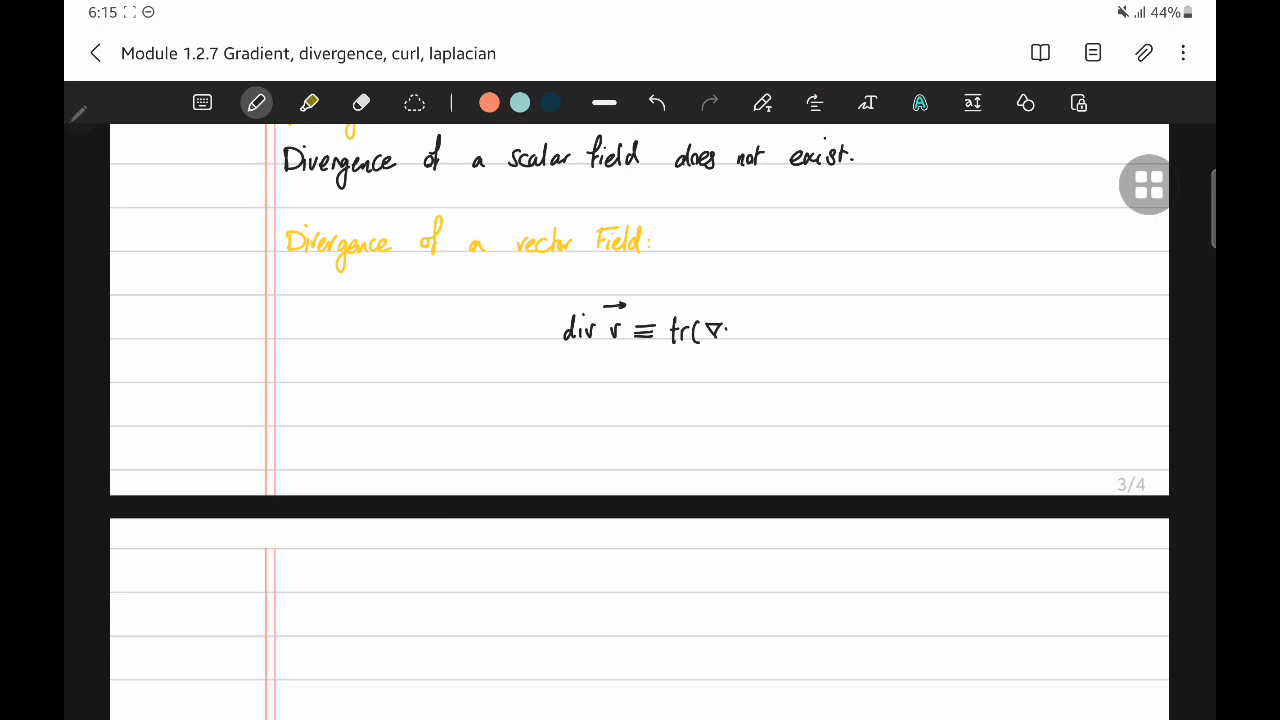 6:15
44%
Module 1.2.7 Gradient, divergence, curl, laplacian
Divergence of a scalar field does not exist.
Divergence of a vector Field:
div v⃗ ≡ tr(∇·
3/4